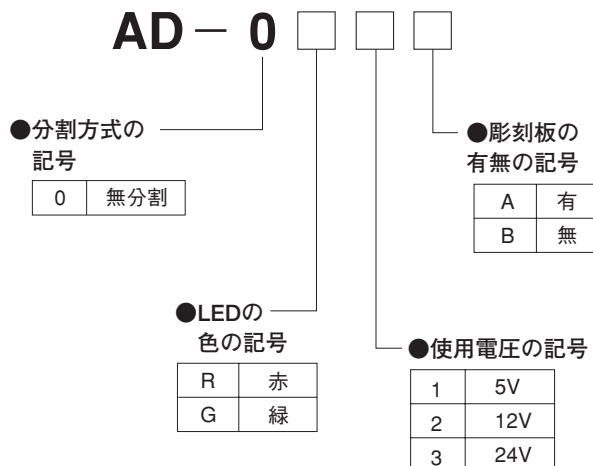 AD－0□□□
●分割方式の
記号
0 無分割
●彫刻板の
有無の記号
A 有
B 無
●LEDの
色の記号
R 赤
G 緑
●使用電圧の記号
1 5V
2 12V
3 24V